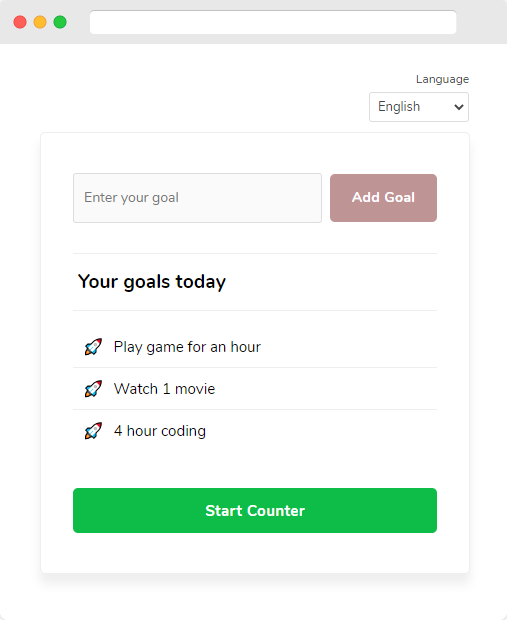 Language
English
Enter your goal
Add Goal
Your goals today
Play game for an hour
Watch 1 movie
4 hour coding
Start Counter